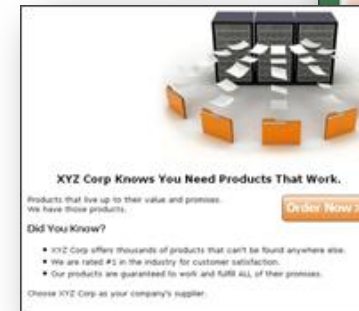 XYZ Corp Knows You Need Products That Work.
Products that live up to their value and promises.
We have those products.
Order Now
Did You Know?
XYZ Corp offers thousands of products that can't be found anywhere else.
We are rated #1 in the industry for customer satisfaction.
Our products are guaranteed to work and fulfill ALL of their promises.
Choose XYZ Corp as your company's supplier.